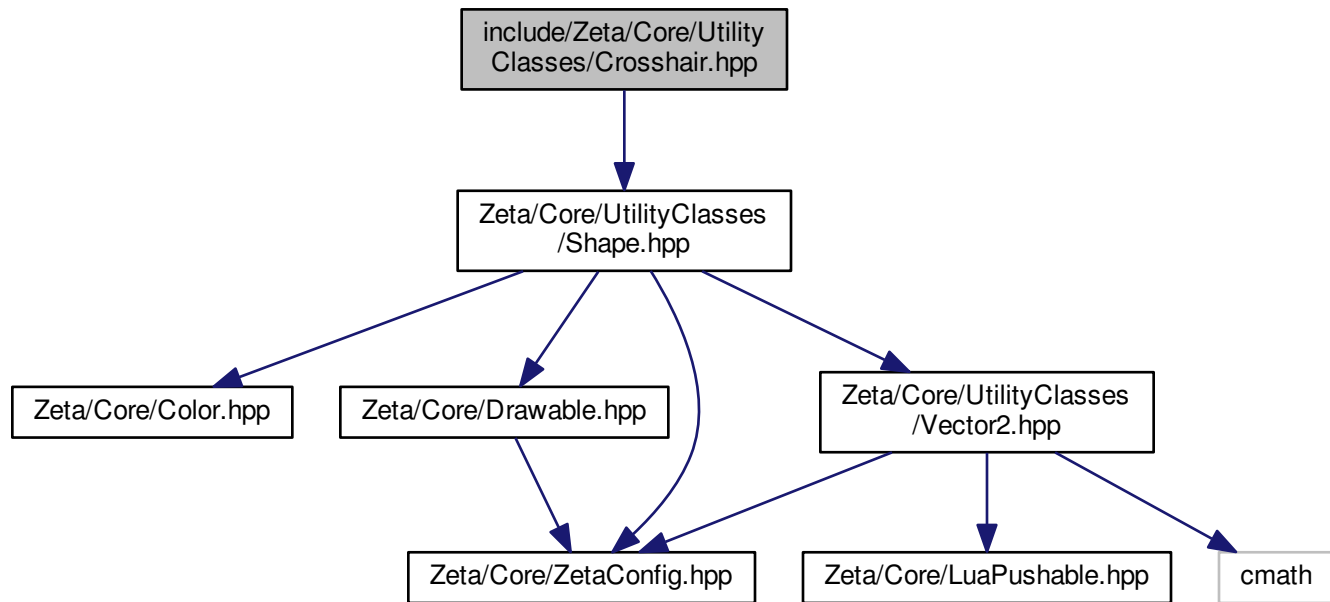 include/Zeta/Core/Utility
Classes/Crosshair.hpp
Zeta/Core/UtilityClasses
/Shape.hpp
Zeta/Core/Color.hpp
Zeta/Core/Drawable.hpp
Zeta/Core/UtilityClasses
/Vector2.hpp
Zeta/Core/ZetaConfig.hpp
Zeta/Core/LuaPushable.hpp
cmath